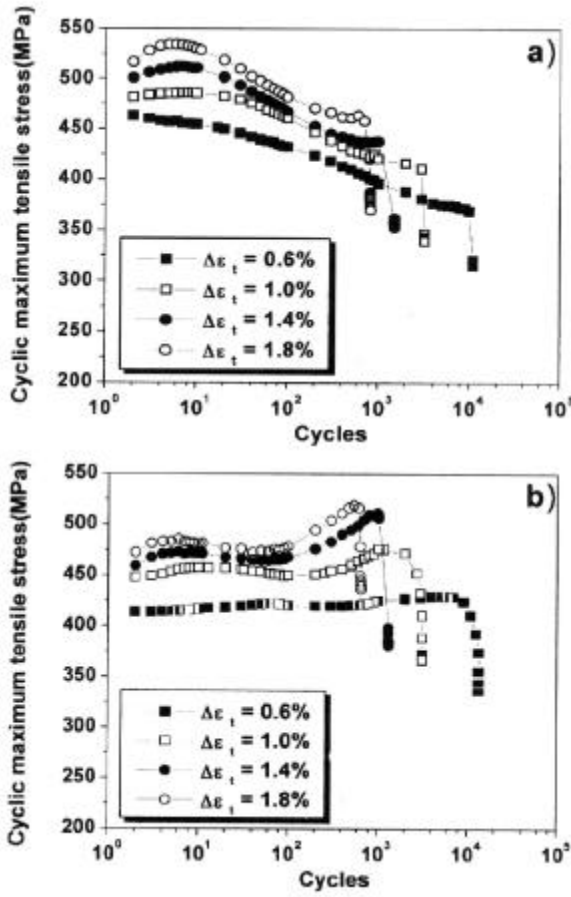 a)
Cyclic maximum tensile stress(MPa)
550
500
450
400
350
300
250
200
Δε t = 0.6%
Δε t = 1.0%
Δε t = 1.4%
Δε t = 1.8%
10^0
10^1
10^2
10^3
10^4
10^5
Cycles
b)
Cyclic maximum tensile stress(MPa)
550
500
450
400
350
300
250
200
Δε t = 0.6%
Δε t = 1.0%
Δε t = 1.4%
Δε t = 1.8%
10^0
10^1
10^2
10^3
10^4
10^5
Cycles